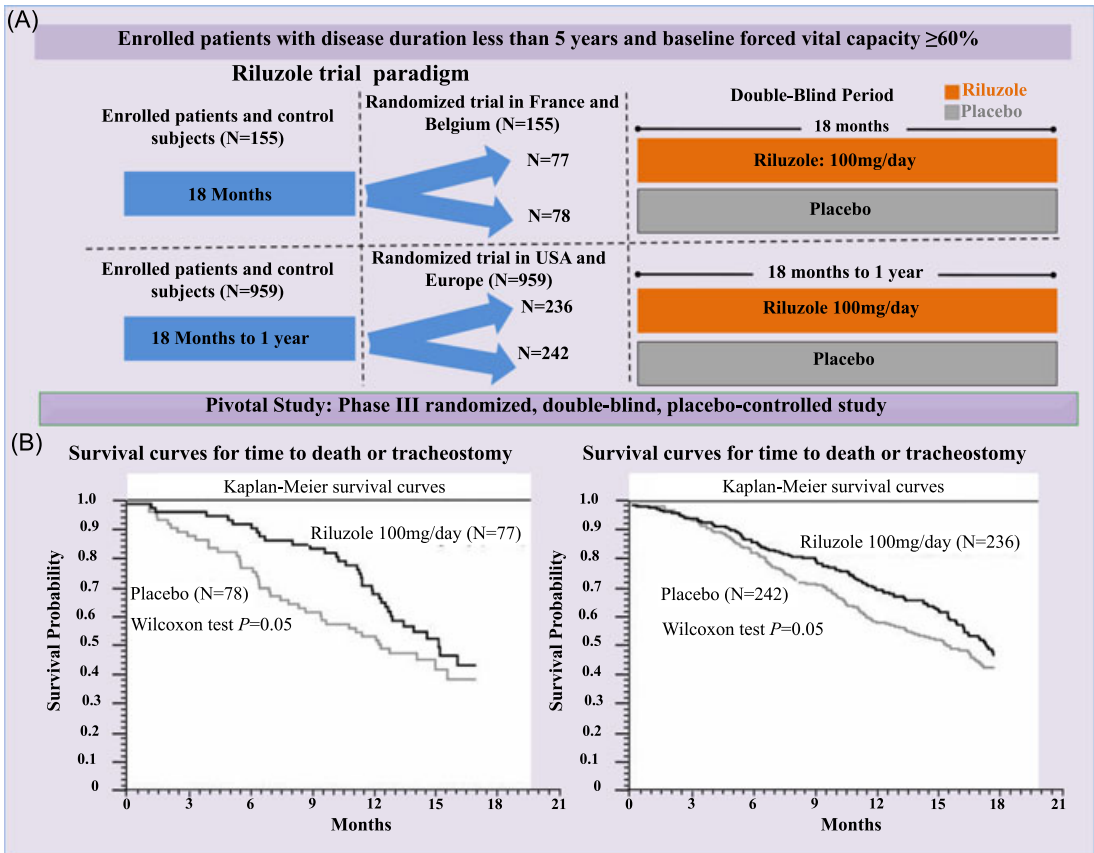 (A)
Enrolled patients with disease duration less than 5 years and baseline forced vital capacity ≥60%
Riluzole trial paradigm
Enrolled patients and control
subjects (N=155)
18 Months
Randomized trial in France and
Belgium (N=155)
N=77
N=78
Double-Blind Period
Riluzole
Placebo
18 months
Riluzole: 100mg/day
Placebo
Enrolled patients and control
subjects (N=959)
18 Months to 1 year
Randomized trial in USA and
Europe (N=959)
N=236
N=242
18 months to 1 year
Riluzole 100mg/day
Placebo
Pivotal Study: Phase III randomized, double-blind, placebo-controlled study
(B)
Survival curves for time to death or tracheostomy
Kaplan-Meier survival curves
Riluzole 100mg/day (N=77)
Placebo (N=78)
Wilcoxon test P=0.05
Survival Probability
1.0
0.9
0.8
0.7
0.6
0.5
0.4
0.3
0.2
0.1
0
0 3 6 9 12 15 18 21
Months
Survival curves for time to death or tracheostomy
Kaplan-Meier survival curves
Riluzole 100mg/day (N=236)
Placebo (N=242)
Wilcoxon test P=0.05
Survival Probability
1.0
0.9
0.8
0.7
0.6
0.5
0.4
0.3
0.2
0.1
0
0 3 6 9 12 15 18 21
Months